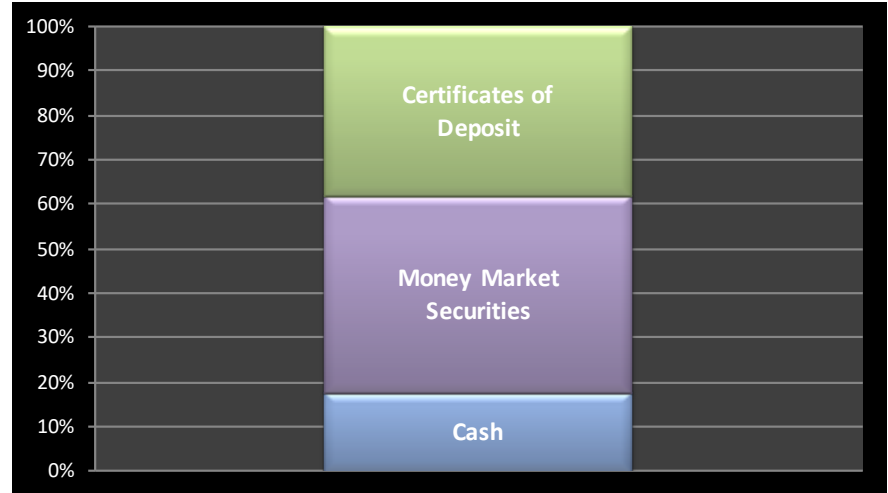 100%
90%
80%
70%
60%
50%
40%
30%
20%
10%
0%
Certificates of
Deposit
Money Market
Securities
Cash